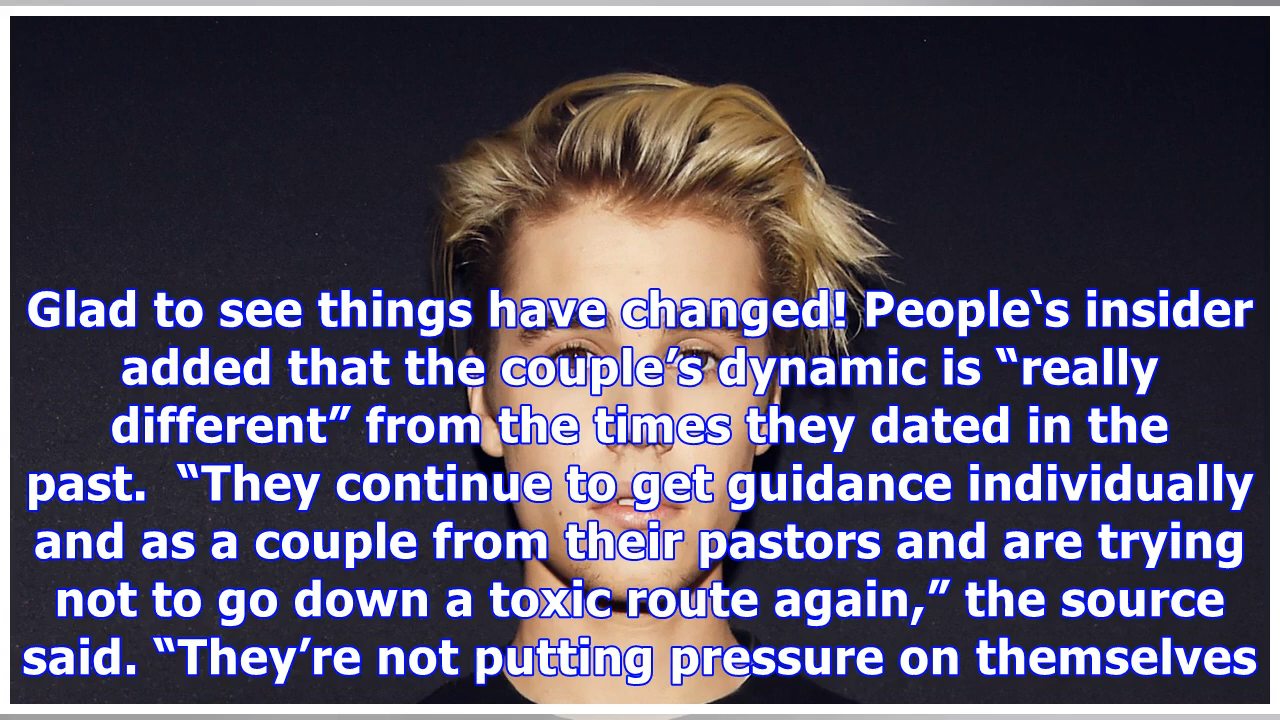 Glad to see things have changed! People‘s insider
added that the couple’s dynamic is “really
different” from the times they dated in the
past.  “They continue to get guidance individually
and as a couple from their pastors and are trying
not to go down a toxic route again,” the source
said. “They’re not putting pressure on themselves